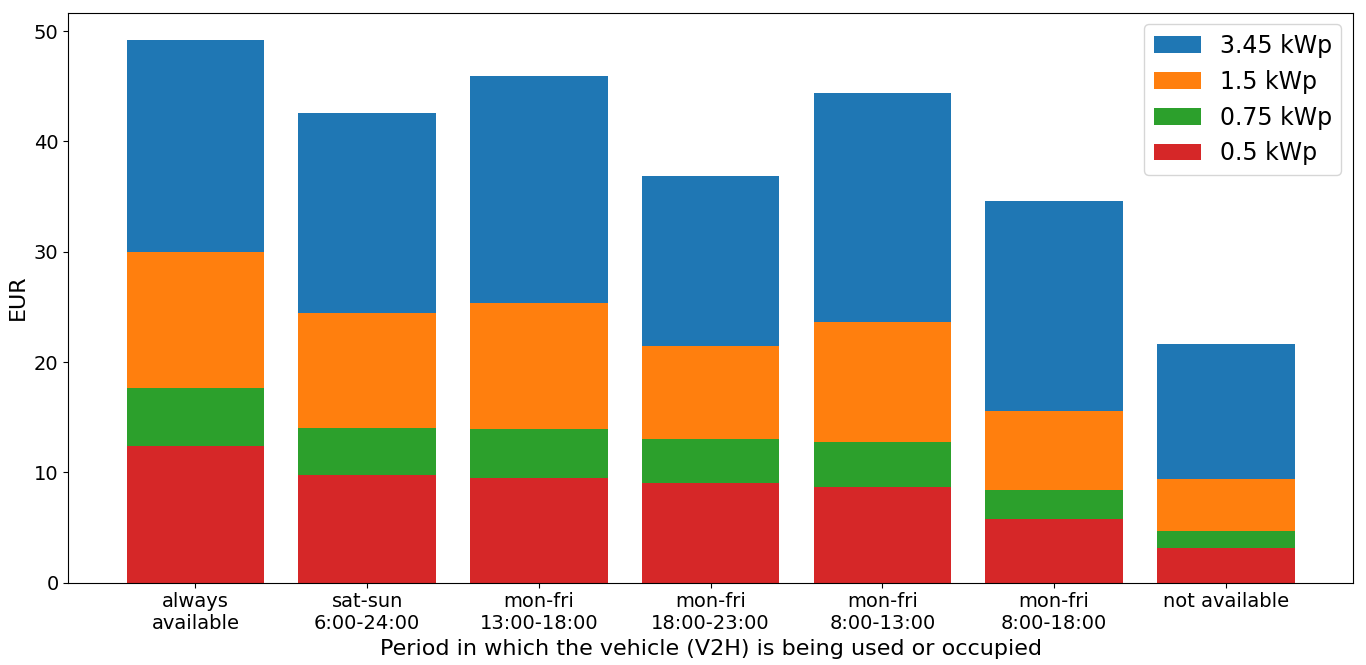 EUR
50
40
30
20
10
0
3.45 kWp
1.5 kWp
0.75 kWp
0.5 kWp
always
available
sat-sun
6:00-24:00
mon-fri
13:00-18:00
mon-fri
18:00-23:00
mon-fri
8:00-13:00
mon-fri
8:00-18:00
not available
Period in which the vehicle (V2H) is being used or occupied